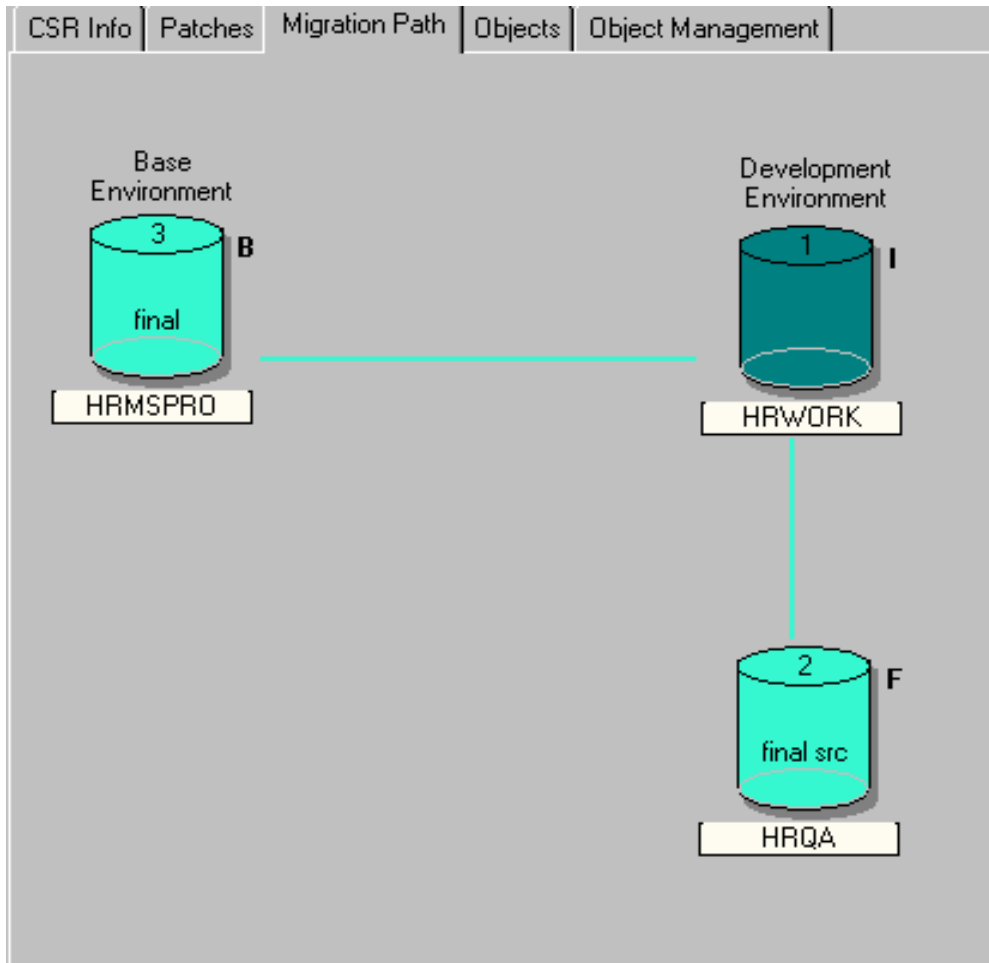 CSR Info Patches Migration Path Objects Object Management
Base
Environment
3
B
final
HRMSPRO
Development
Environment
1
I
HRWORK
2
F
final src
HRQA